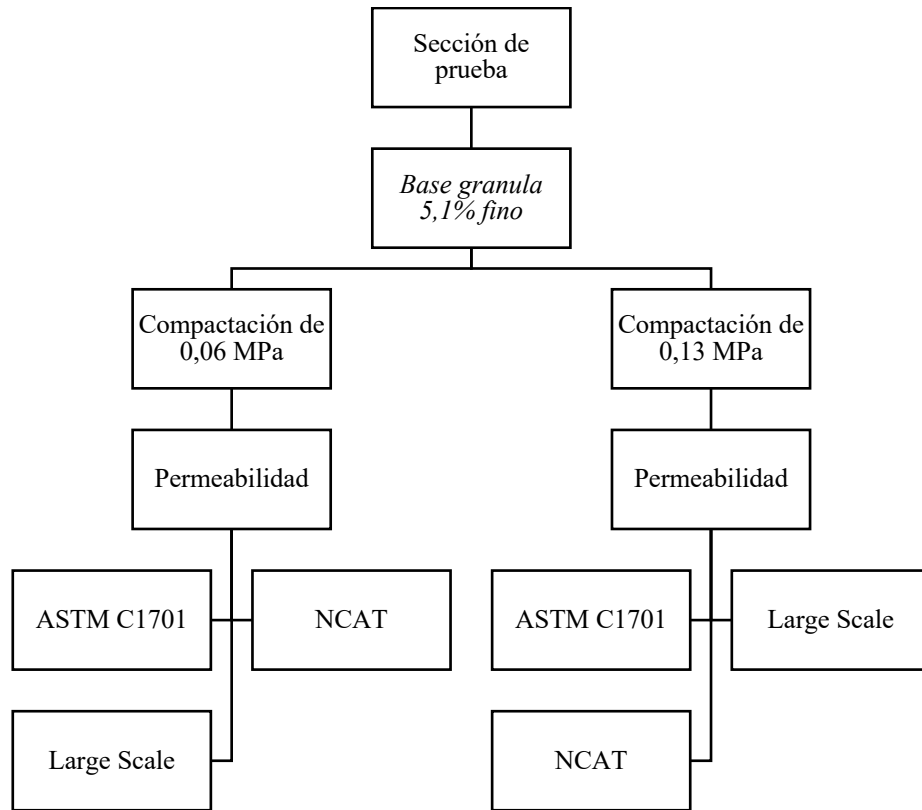 Sección de
prueba
Base granula
5,1% fino
Compactación de
0,06 MPa
Compactación de
0,13 MPa
Permeabilidad
Permeabilidad
ASTM C1701
NCAT
ASTM C1701
Large Scale
Large Scale
NCAT